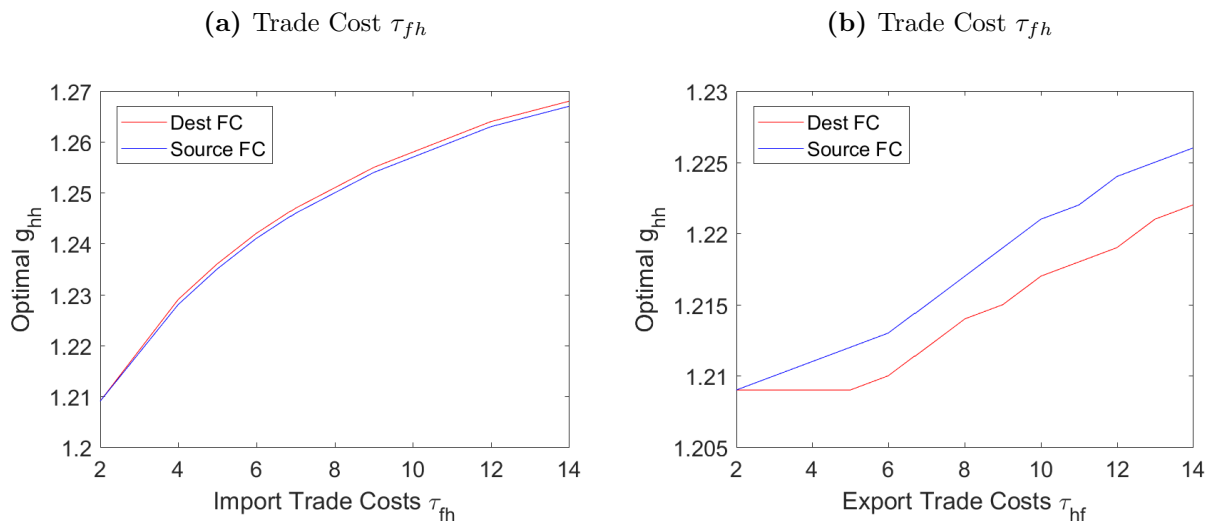 (a) Trade Cost τfh
1.27
1.26
1.25
1.24
1.23
1.22
1.21
1.2
Optimal ghh
Dest FC
Source FC
2 4 6 8 10 12 14
Import Trade Costs τfh
(b) Trade Cost τfh
1.23
1.225
1.22
1.215
1.21
1.205
Optimal ghh
Dest FC
Source FC
2 4 6 8 10 12 14
Export Trade Costs τhf